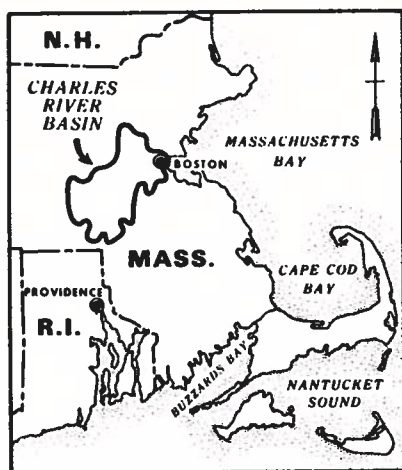 N.H.
CHARLES
RIVER
BASIN
MASSACHUSETTS
BAY
BOSTON
MASS.
CAPE COD
BAY
PROVIDENCE
R.I.
BUZZARDS BAY
NANTUCKET
SOUND